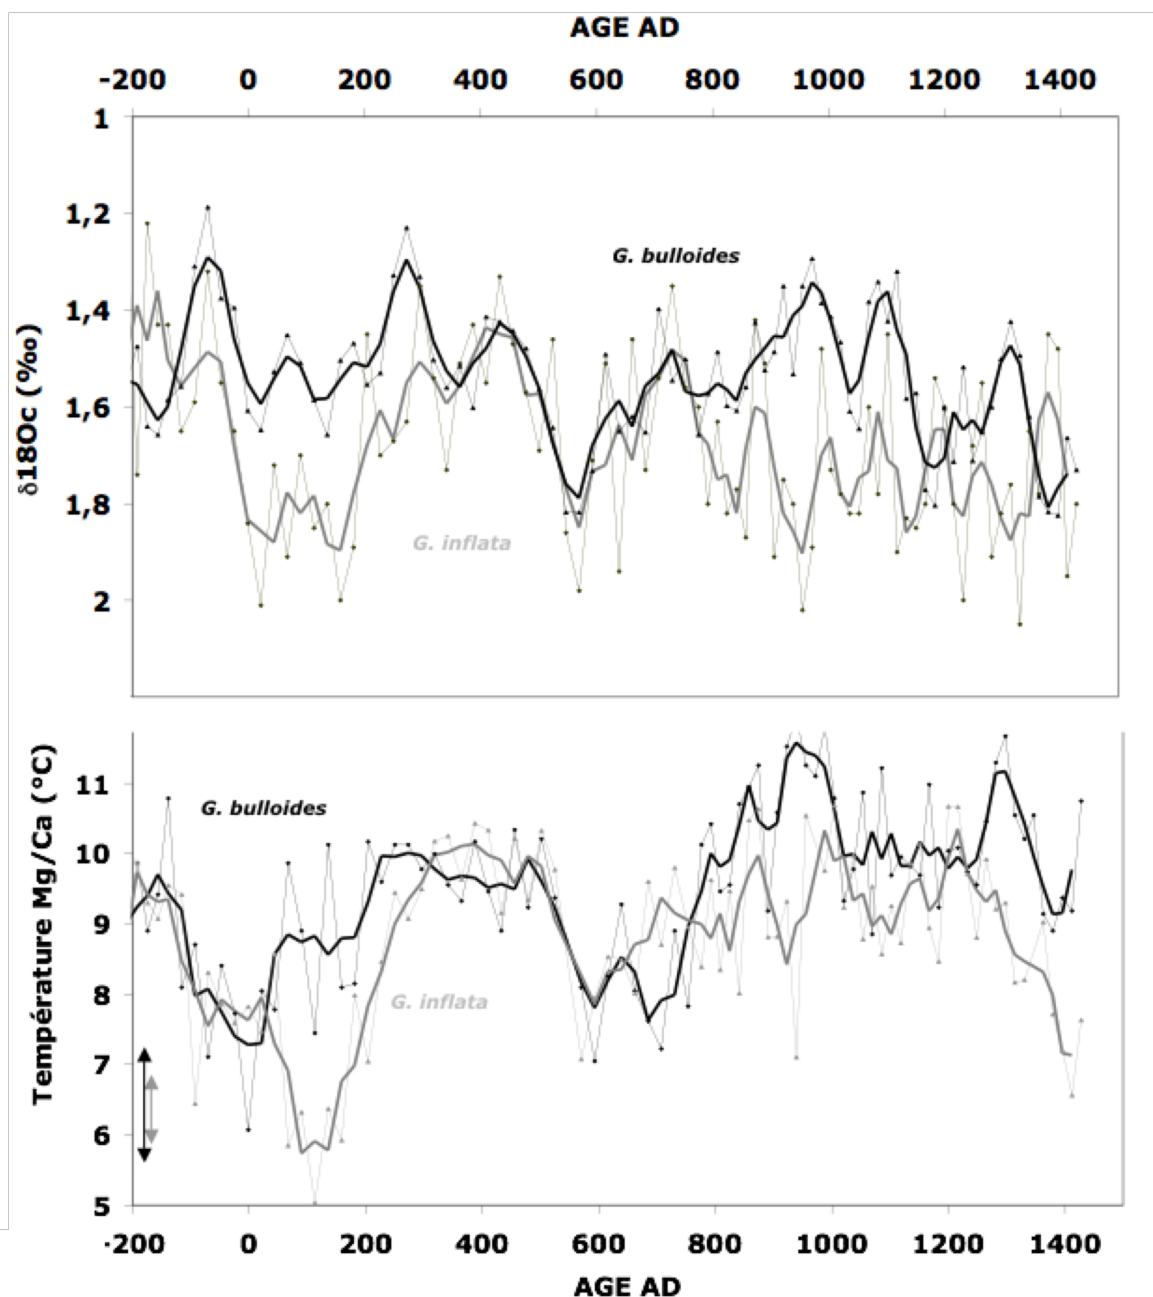 AGE AD
-200 0 200 400 600 800 1000 1200 1400
1
1,2
1,4
1,6
1,8
2
δ18Oc (‰)
G. bulloides
G. inflata
11
10
9
8
7
6
5
Température Mg/Ca (°C)
G. bulloides
G. inflata
-200 0 200 400 600 800 1000 1200 1400
AGE AD